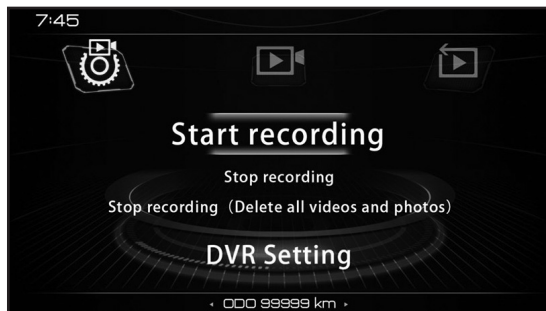 7:45
Start recording
Stop recording
Stop recording（Delete all videos and photos）
DVR Setting
ODO 99999 km